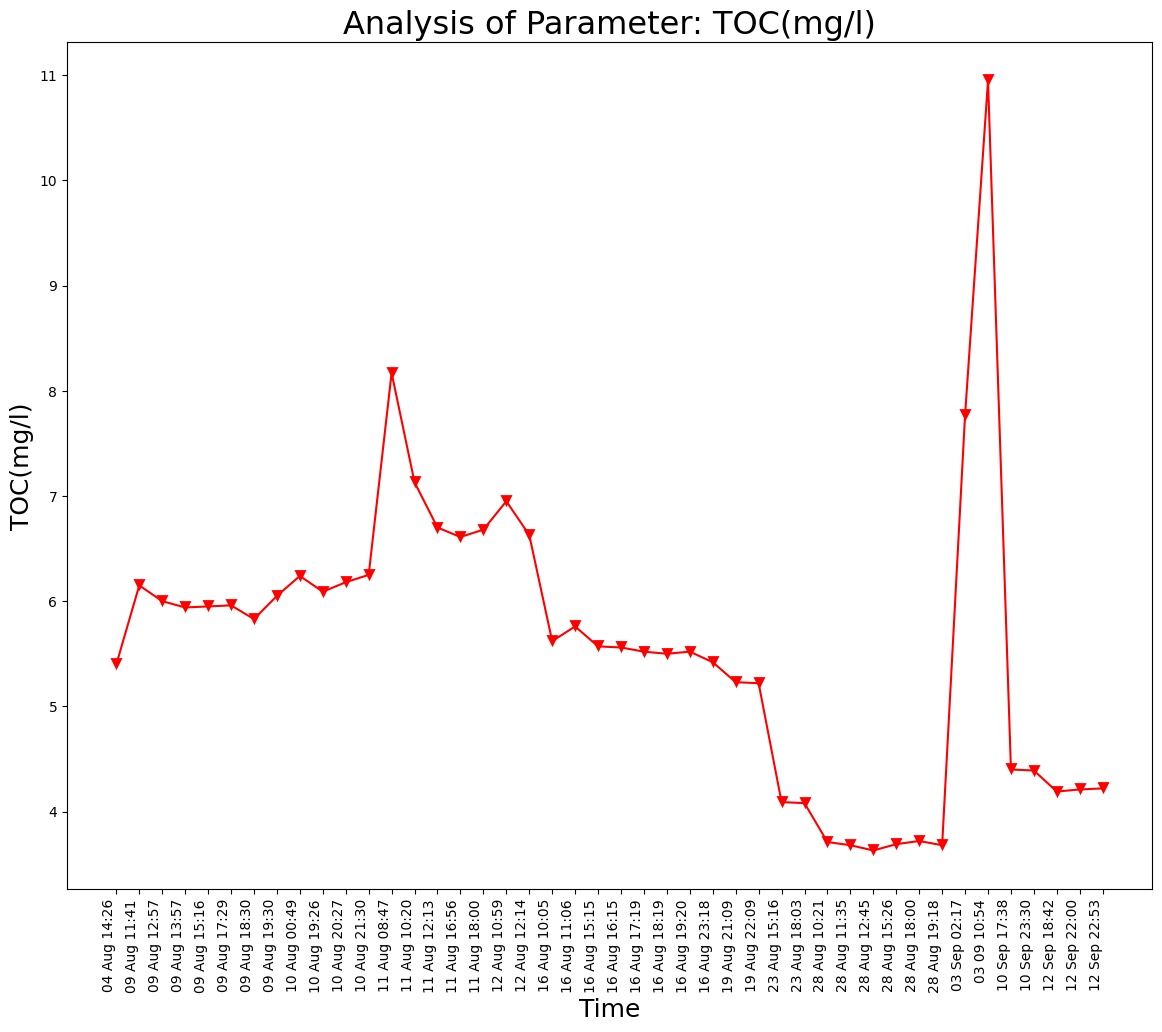 Analysis of Parameter: TOC(mg/l)
TOC(mg/l)
11
10
9
8
7
6
5
4
04 Aug 14:26
09 Aug 11:41
09 Aug 12:57
09 Aug 13:57
09 Aug 15:16
09 Aug 17:29
09 Aug 18:30
09 Aug 19:30
10 Aug 00:49
10 Aug 19:26
10 Aug 20:27
10 Aug 21:30
11 Aug 08:47
11 Aug 10:20
11 Aug 12:13
11 Aug 16:56
11 Aug 18:00
12 Aug 10:59
12 Aug 12:14
16 Aug 10:05
16 Aug 11:06
16 Aug 15:15
16 Aug 16:15
16 Aug 17:19
16 Aug 18:19
16 Aug 19:20
16 Aug 23:18
19 Aug 21:09
19 Aug 22:09
23 Aug 15:16
23 Aug 18:03
28 Aug 10:21
28 Aug 11:35
28 Aug 12:45
28 Aug 15:26
28 Aug 18:00
28 Aug 19:18
03 Sep 02:17
03 09 10:54
10 Sep 17:38
10 Sep 23:30
12 Sep 18:42
12 Sep 22:00
12 Sep 22:53
Time